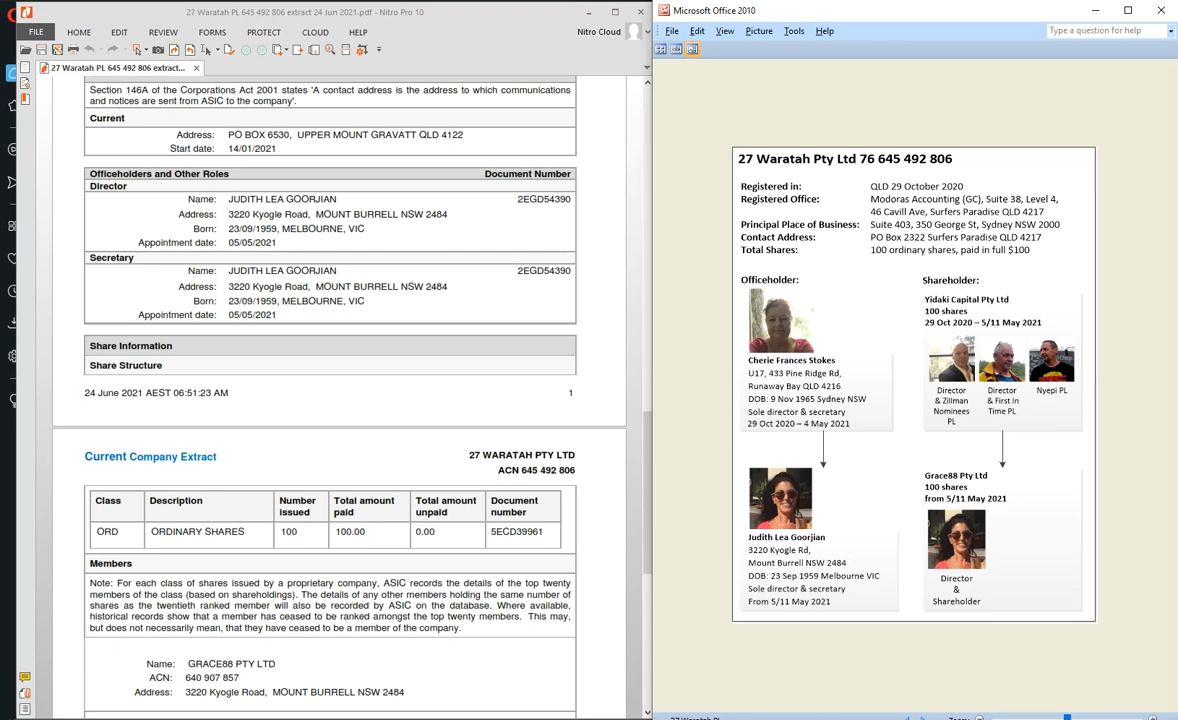 27 Waratah PL 645 492 806 extract 24 Jun 2021.pdf - Nitro Pro 10
FILE HOME EDIT REVIEW FORMS PROTECT CLOUD HELP
Nitro Cloud
27 Waratah PL 645 492 806 extract...
Section 146A of the Corporations Act 2001 states 'A contact address is the address to which communications
and notices are sent from ASIC to the company'.
Current
Address: PO BOX 6530, UPPER MOUNT GRAVATT QLD 4122
Start date: 14/01/2021
Officeholders and Other Roles Document Number
Director
Name: JUDITH LEA GOORJIAN 2EGD54390
Address: 3220 Kyogle Road, MOUNT BURRELL NSW 2484
Born: 23/09/1959, MELBOURNE, VIC
Appointment date: 05/05/2021
Secretary
Name: JUDITH LEA GOORJIAN 2EGD54390
Address: 3220 Kyogle Road, MOUNT BURRELL NSW 2484
Born: 23/09/1959, MELBOURNE, VIC
Appointment date: 05/05/2021
Share Information
Share Structure
24 June 2021 AEST 06:51:23 AM 1
Current Company Extract 27 WARATAH PTY LTD
ACN 645 492 806
Class Description Number issued Total amount paid Total amount unpaid Document number
ORD ORDINARY SHARES 100 100.00 0.00 5ECD39961
Members
Note: For each class of shares issued by a proprietary company, ASIC records the details of the top twenty
members of the class (based on shareholdings). The details of any other members holding the same number of
shares as the twentieth ranked member will also be recorded by ASIC on the database. Where available,
historical records show that a member has ceased to be ranked amongst the top twenty members. This may,
but does not necessarily mean, that they have ceased to be a member of the company.
Name: GRACE88 PTY LTD
ACN: 640 907 857
Address: 3220 Kyogle Road, MOUNT BURRELL NSW 2484
Microsoft Office 2010
File Edit View Picture Tools Help
Type a question for help
27 Waratah Pty Ltd 76 645 492 806
Registered in: QLD 29 October 2020
Registered Office: Modoras Accounting (GC), Suite 38, Level 4,
46 Cavill Ave, Surfers Paradise QLD 4217
Principal Place of Business: Suite 403, 350 George St, Sydney NSW 2000
Contact Address: PO Box 2322 Surfers Paradise QLD 4217
Total Shares: 100 ordinary shares, paid in full $100
Officeholder:
Cherie Frances Stokes
U17, 433 Pine Ridge Rd,
Runaway Bay QLD 4216
DOB: 9 Nov 1965 Sydney NSW
Sole director & secretary
29 Oct 2020 – 4 May 2021
Judith Lea Goorjian
3220 Kyogle Rd,
Mount Burrell NSW 2484
DOB: 23 Sep 1959 Melbourne VIC
Sole director & secretary
From 5/11 May 2021
Shareholder:
Yidaki Capital Pty Ltd
100 shares
29 Oct 2020 – 5/11 May 2021
Director
& Zillman
Nominees
PL
Director
& First In
Time PL
Nyepi PL
Grace88 Pty Ltd
100 shares
from 5/11 May 2021
Director
&
Shareholder